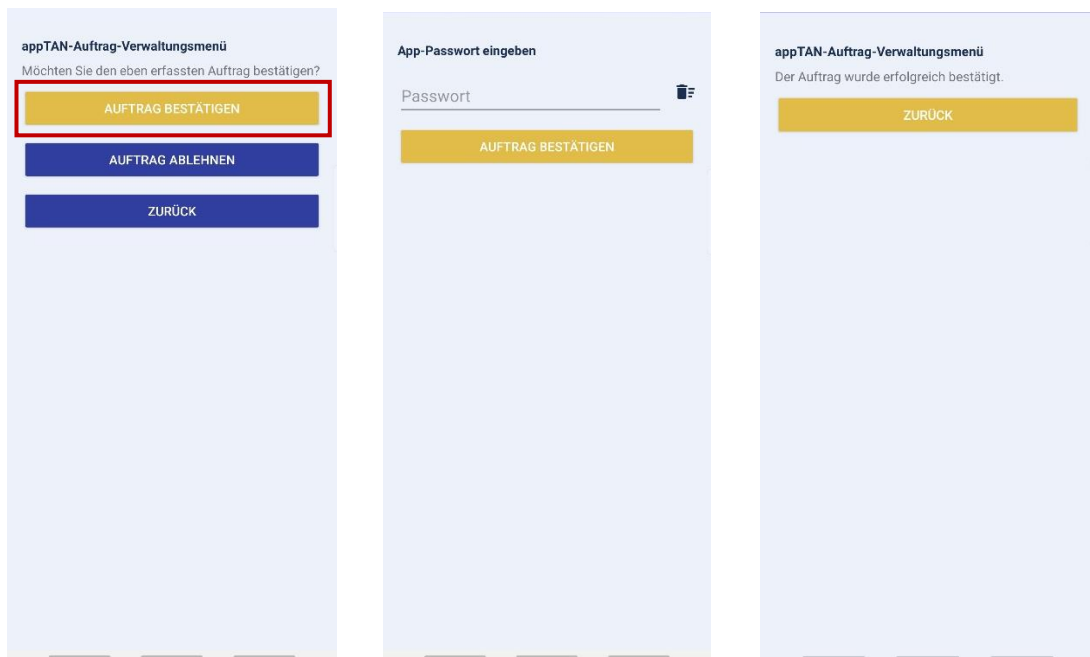 appTAN-Auftrag-Verwaltungsmenü
Möchten Sie den eben erfassten Auftrag bestätigen?
AUFTRAG BESTÄTIGEN
AUFTRAG ABLEHNEN
ZURÜCK
App-Passwort eingeben
Passwort
AUFTRAG BESTÄTIGEN
appTAN-Auftrag-Verwaltungsmenü
Der Auftrag wurde erfolgreich bestätigt.
ZURÜCK